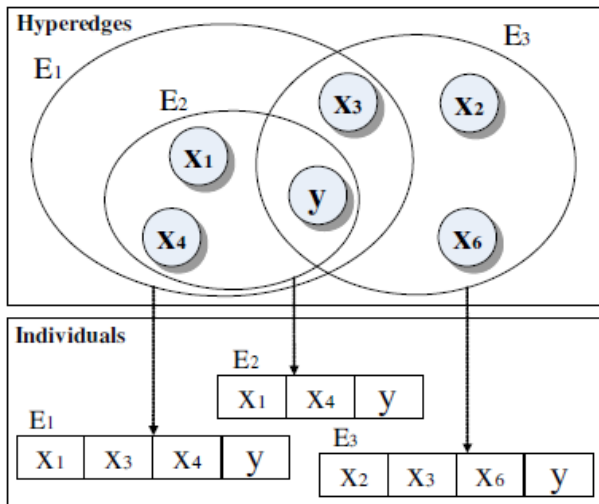 Hyperedges
E1
E2
E3
x3
x2
x1
y
x4
x6
Individuals
E2
x1 x4 y
E1
x1 x3 x4 y
E3
x2 x3 x6 y